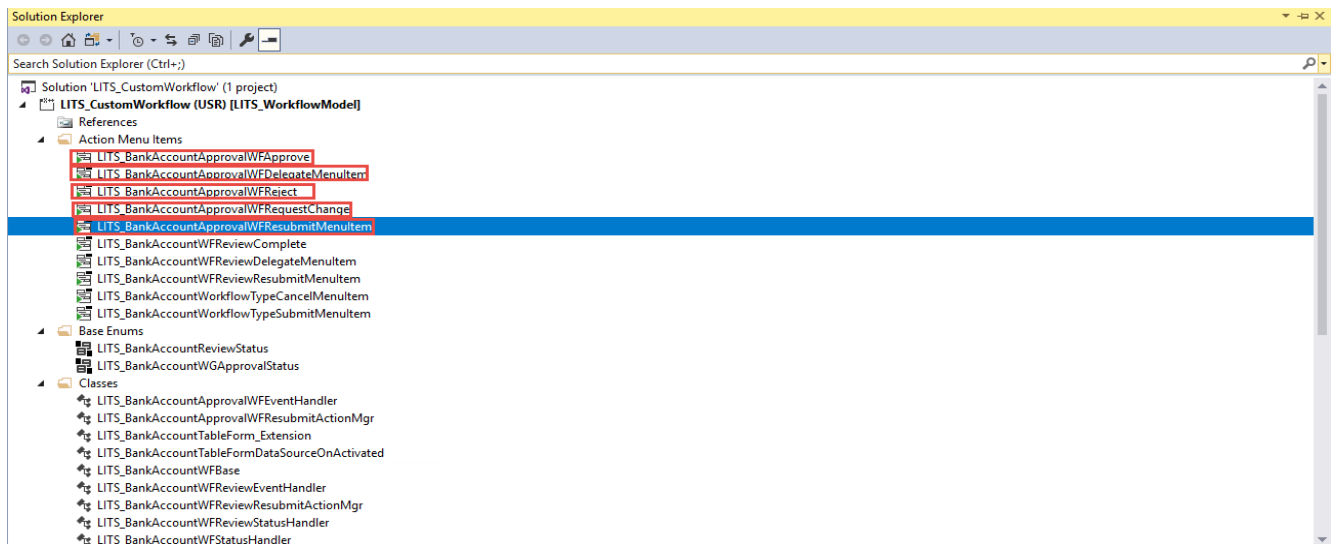 Solution Explorer
Search Solution Explorer (Ctrl+;)
Solution 'LITS_CustomWorkflow' (1 project)
LITS_CustomWorkflow (USR) [LITS_WorkflowModel]
References
Action Menu Items
LITS_BankAccountApprovalWFApprove
LITS_BankAccountApprovalWFDelegateMenuItem
LITS_BankAccountApprovalWFReject
LITS_BankAccountApprovalWFRequestChange
LITS_BankAccountApprovalWFResubmitMenuItem
LITS_BankAccountWFReviewComplete
LITS_BankAccountWFReviewDelegateMenuItem
LITS_BankAccountWFReviewResubmitMenuItem
LITS_BankAccountWorkflowTypeCancelMenuItem
LITS_BankAccountWorkflowTypeSubmitMenuItem
Base Enums
LITS_BankAccountReviewStatus
LITS_BankAccountWGApprovalStatus
Classes
LITS_BankAccountApprovalWFEventHandler
LITS_BankAccountApprovalWFResubmitActionMgr
LITS_BankAccountTableForm_Extension
LITS_BankAccountTableFormDataSourceOnActivated
LITS_BankAccountWFBase
LITS_BankAccountWFReviewEventHandler
LITS_BankAccountWFReviewResubmitActionMgr
LITS_BankAccountWFReviewStatusHandler
LITS_BankAccountWFStatusHandler